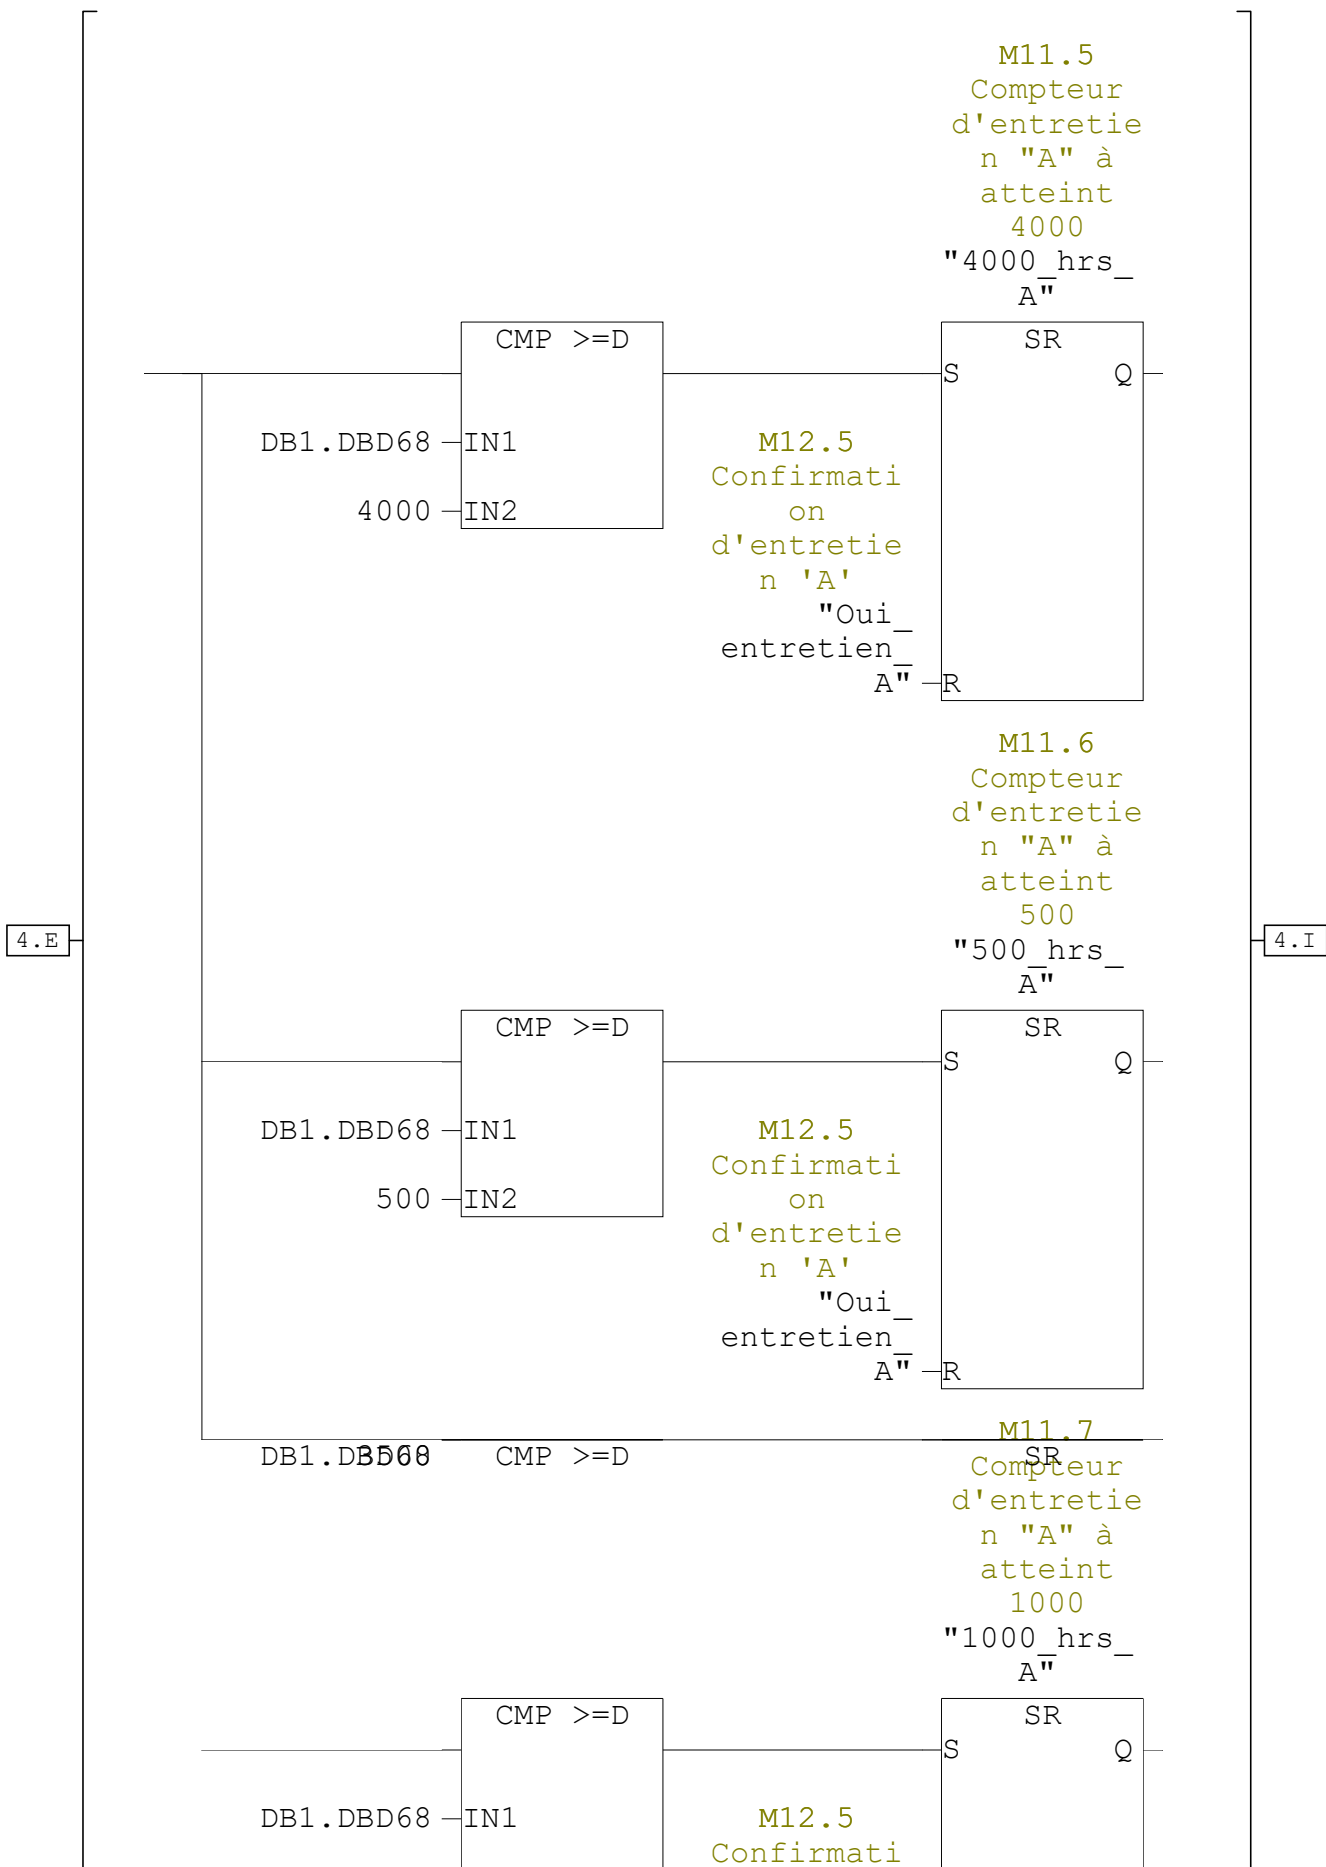 M11.5
Compteur
d'entretie
n "A" à
atteint
4000
"4000_hrs_
A"
CMP >=D
SR
S
Q
DB1.DBD68
IN1
4000
IN2
M12.5
Confirmati
on
d'entretie
n 'A'
"Oui_
entretien_
A"
R
M11.6
Compteur
d'entretie
n "A" à
atteint
500
"500_hrs_
A"
4.E
4.I
CMP >=D
SR
S
Q
DB1.DBD68
IN1
500
IN2
M12.5
Confirmati
on
d'entretie
n 'A'
"Oui_
entretien_
A"
R
M11.7
CMP >=D
SR
Compteur
d'entretie
n "A" à
atteint
1000
"1000_hrs_
A"
CMP >=D
SR
S
Q
DB1.DBD68
IN1
M12.5
Confirmati